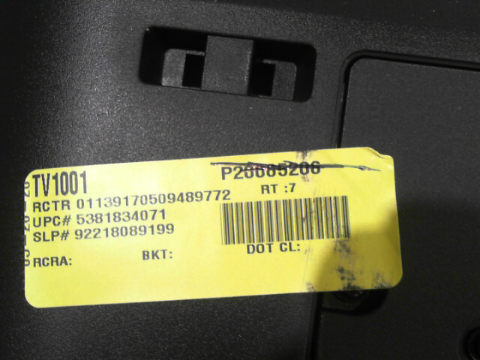 TV1001
P20685206
RCTR 01139170509489772
RT :7
UPC# 5381834071
SLP# 92218089199
RCRA:
BKT:
DOT CL: